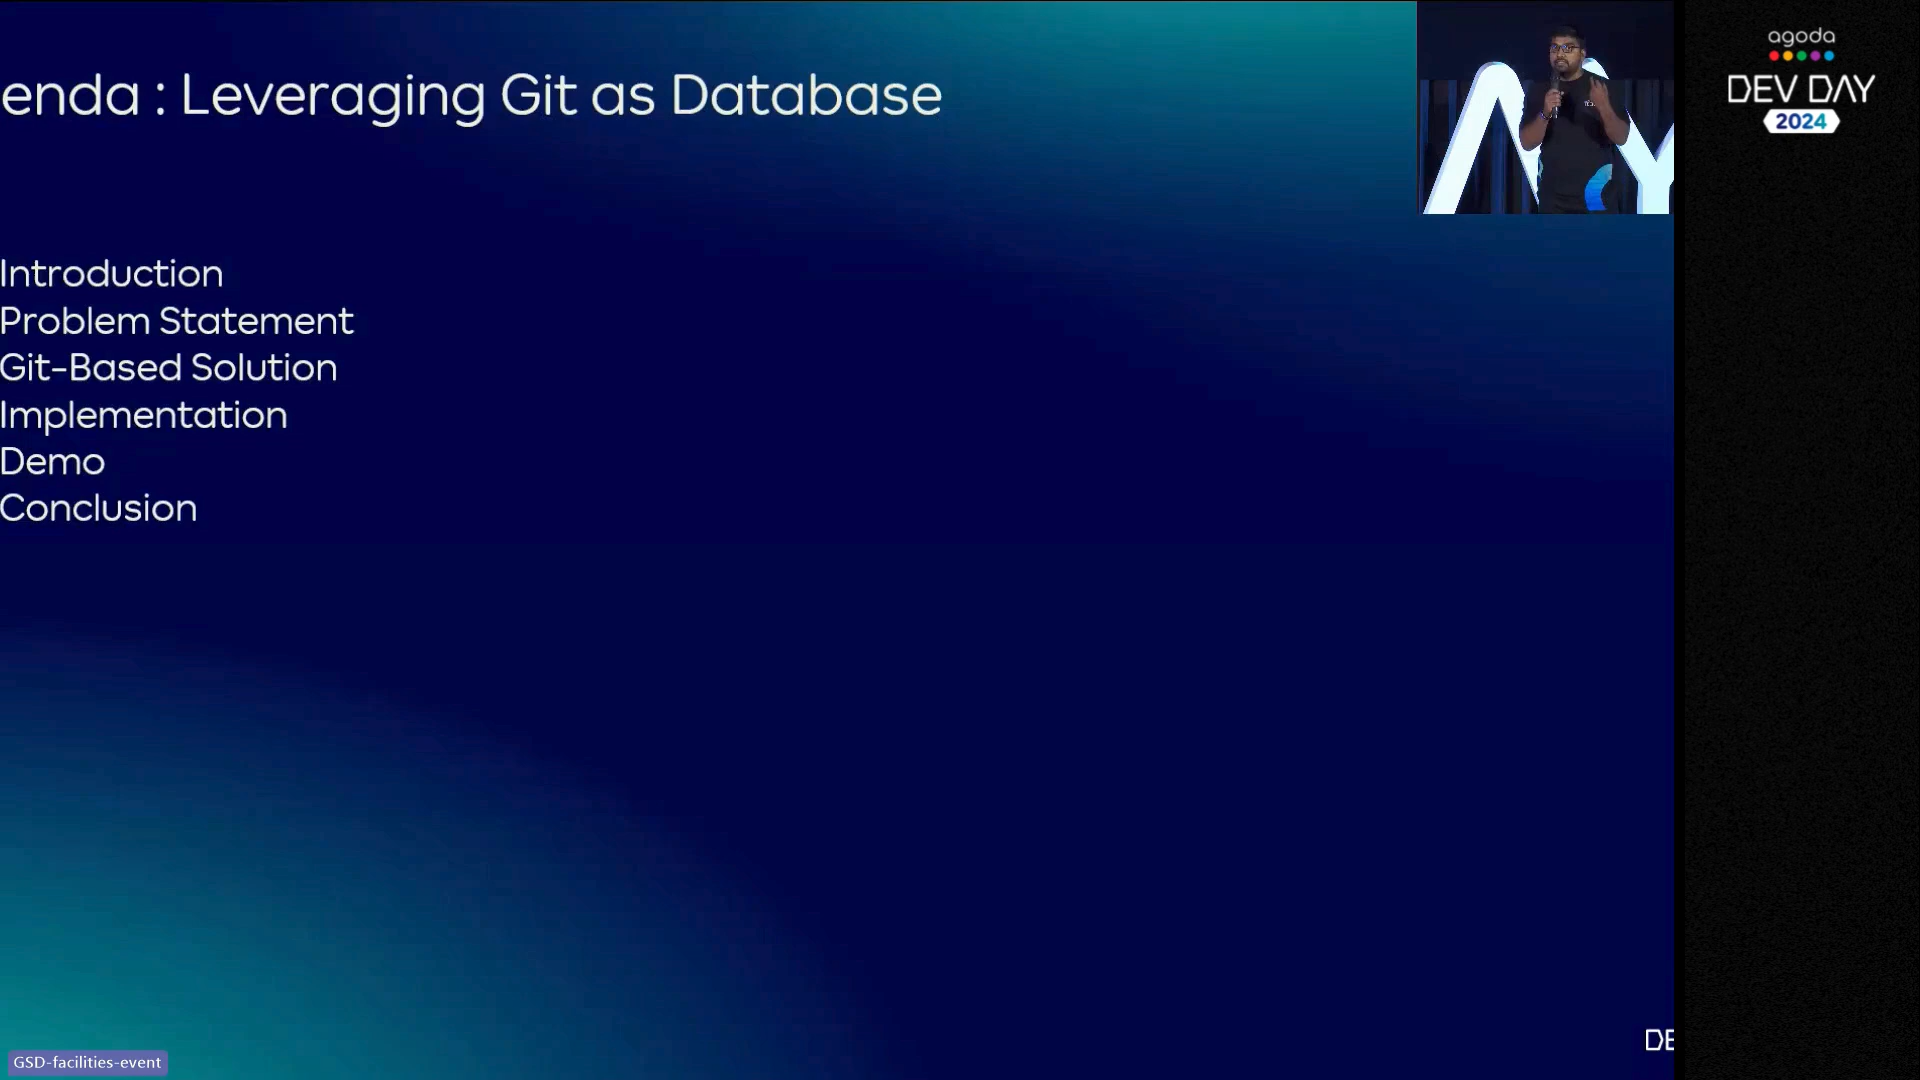 enda : Leveraging Git as Database
Introduction
Problem Statement
Git-Based Solution
Implementation
Demo
Conclusion
agoda
DEV DAY
2024
DE
GSD-facilities-event